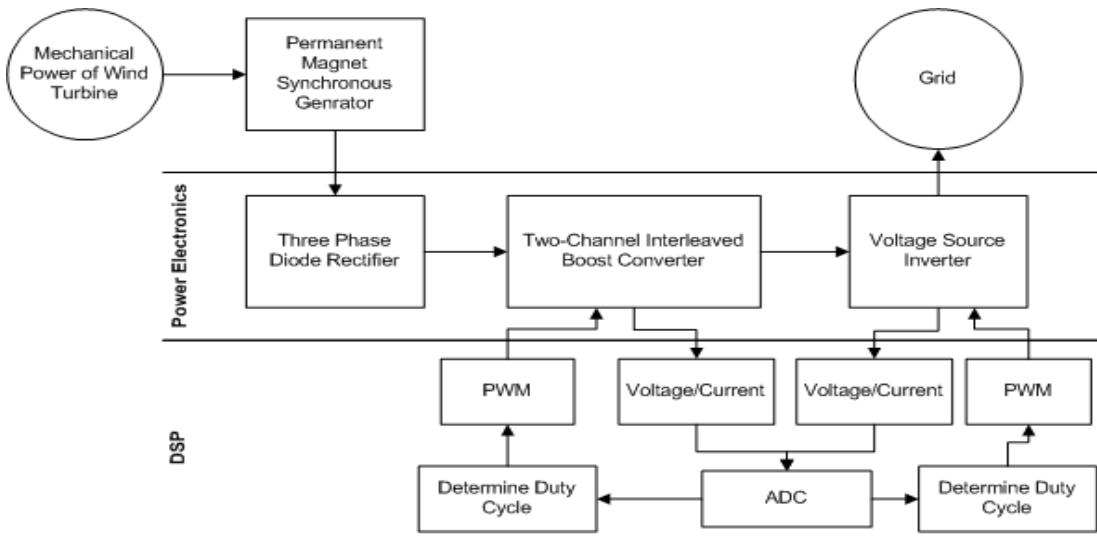 Mechanical
Power of Wind
Turbine
Permanent
Magnet
Synchronous
Genrator
Grid
Power Electronics
Three Phase
Diode Rectifier
Two-Channel Interleaved
Boost Converter
Voltage Source
Inverter
DSP
PWM
Voltage/Current
Voltage/Current
PWM
Determine Duty
Cycle
ADC
Determine Duty
Cycle